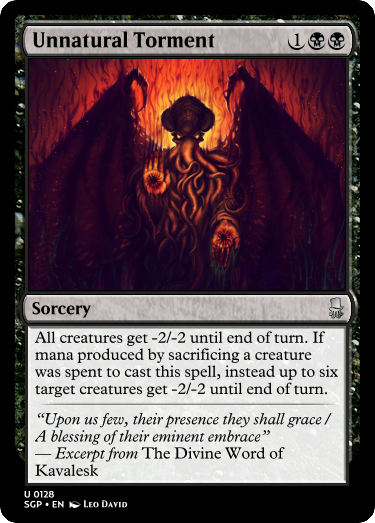 Unnatural Torment 1
Sorcery
All creatures get -2/-2 until end of turn. If
mana produced by sacrificing a creature
was spent to cast this spell, instead up to six
target creatures get -2/-2 until end of turn.
“Upon us few, their presence they shall grace /
A blessing of their eminent embrace”
— Excerpt from The Divine Word of
Kavalesk
U 0128
SGP • EN Leo David